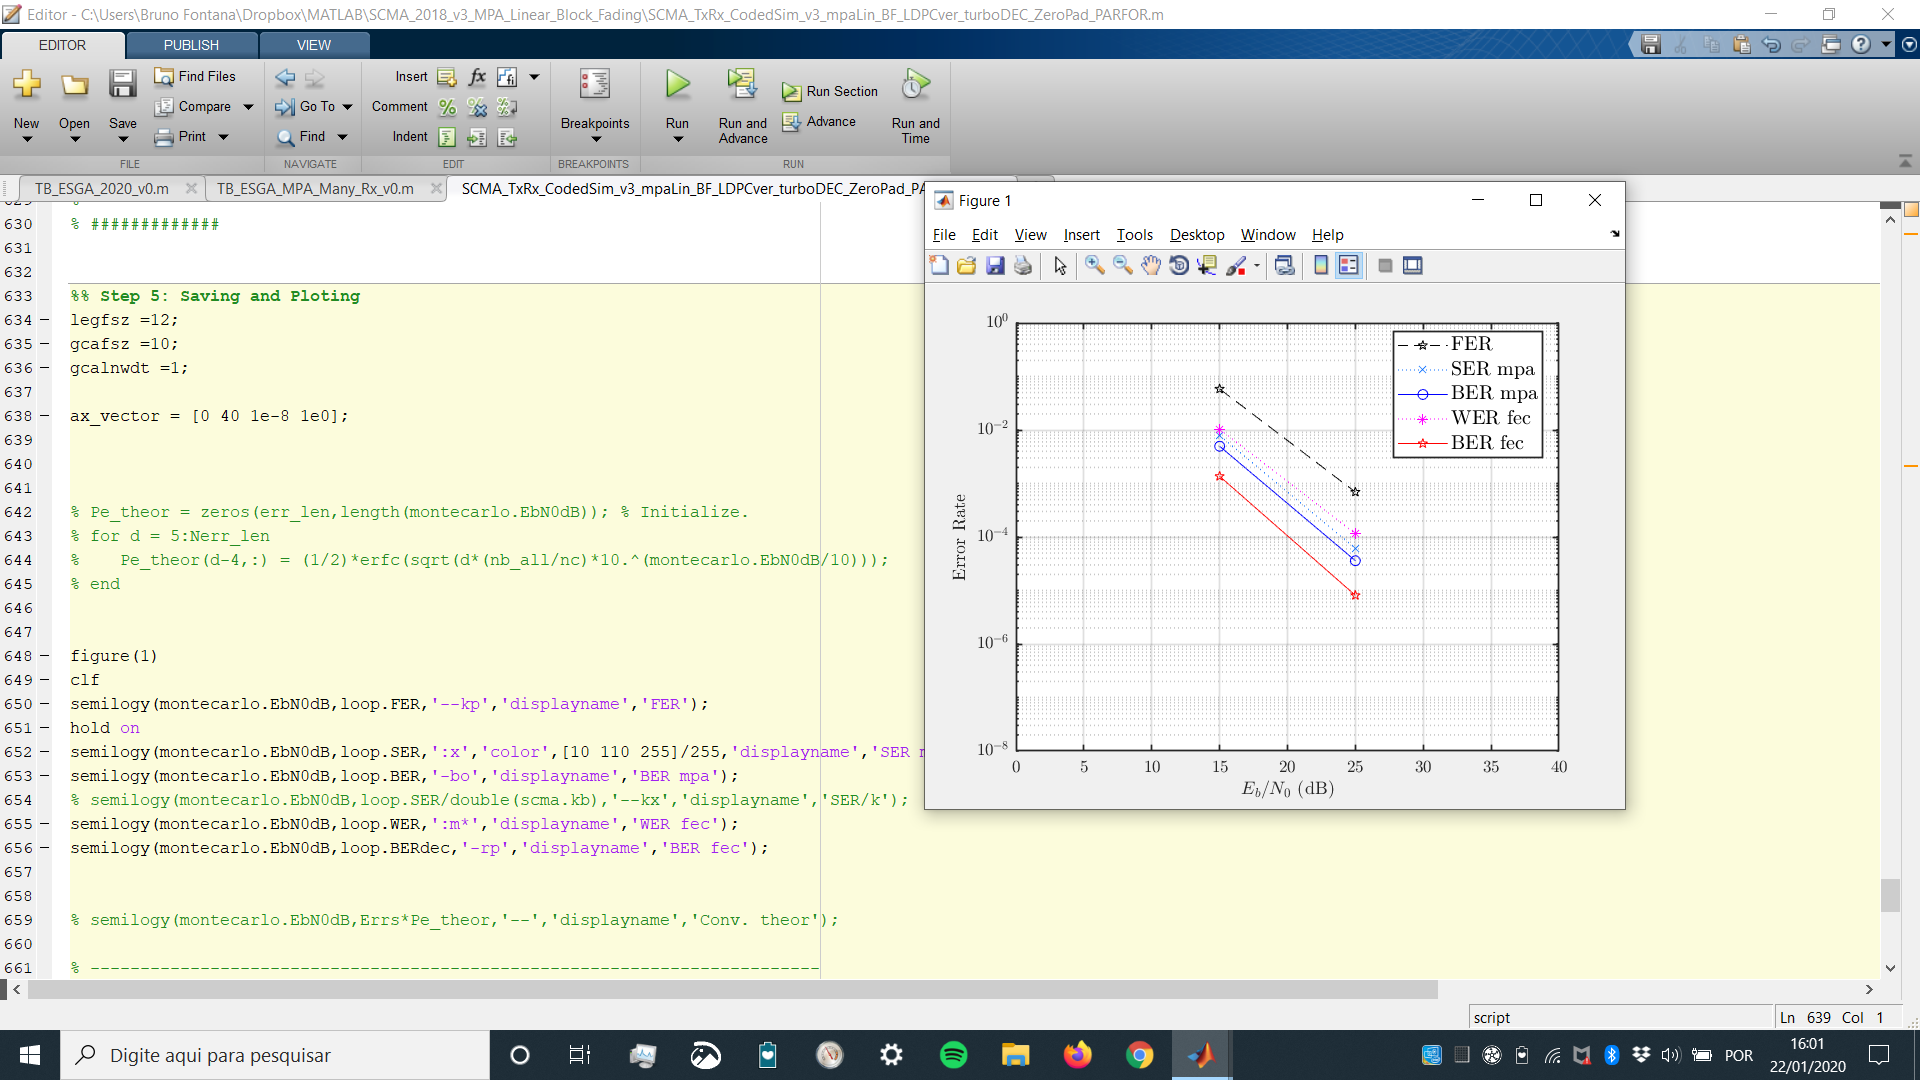 Editor - C:\Users\Bruno Fontana\Dropbox\MATLAB\SCMA_2018_v3_MPA_Linear_Block_Fading\SCMA_TxRx_CodedSim_v3_mpaLin_BF_LDPCver_turboDEC_ZeroPad_PARFOR.m
EDITOR PUBLISH VIEW
New Open Save Find Files Compare Print
FILE
Go To Find
NAVIGATE
Insert fx Comment Indent
EDIT
Breakpoints
BREAKPOINTS
Run Run and Advance Run Section Advance Run and Time
RUN
TB_ESGA_2020_v0.m TB_ESGA_MPA_Many_Rx_v0.m SCMA_TxRx_CodedSim_v3_mpaLin_BF_LDPCver_turboDEC_ZeroPad_PA
629 %
630 % #############
631
632
633 %% Step 5: Saving and Ploting
634 legfsz =12;
635 gcafsz =10;
636 gcalnwdt =1;
637
638 ax_vector = [0 40 1e-8 1e0];
639
640
641
642 % Pe_theor = zeros(err_len,length(montecarlo.EbN0dB)); % Initialize.
643 % for d = 5:Nerr_len
644 % Pe_theor(d-4,:) = (1/2)*erfc(sqrt(d*(nb_all/nc)*10.^(montecarlo.EbN0dB/10)));
645 % end
646
647
648 figure(1)
649 clf
650 semilogy(montecarlo.EbN0dB,loop.FER,'--kp','displayname','FER');
651 hold on
652 semilogy(montecarlo.EbN0dB,loop.SER,':x','color',[10 110 255]/255,'displayname','SER
653 semilogy(montecarlo.EbN0dB,loop.BER,'-bo','displayname','BER mpa');
654 % semilogy(montecarlo.EbN0dB,loop.SER/double(scma.kb),'--kx','displayname','SER/k');
655 semilogy(montecarlo.EbN0dB,loop.WER,':m*','displayname','WER fec');
656 semilogy(montecarlo.EbN0dB,loop.BERdec,'-rp','displayname','BER fec');
657
658
659 % semilogy(montecarlo.EbN0dB,Errs*Pe_theor,'--','displayname','Conv. theor');
660
661 % -------------------------------------------------------------------------
Figure 1
File Edit View Insert Tools Desktop Window Help
10^0
10^-2
10^-4
10^-6
10^-8
Error Rate
FER
SER mpa
BER mpa
WER fec
BER fec
0 5 10 15 20 25 30 35 40
E_b/N_0 (dB)
script Ln 639 Col 1
Digite aqui para pesquisar
POR
16:01
22/01/2020